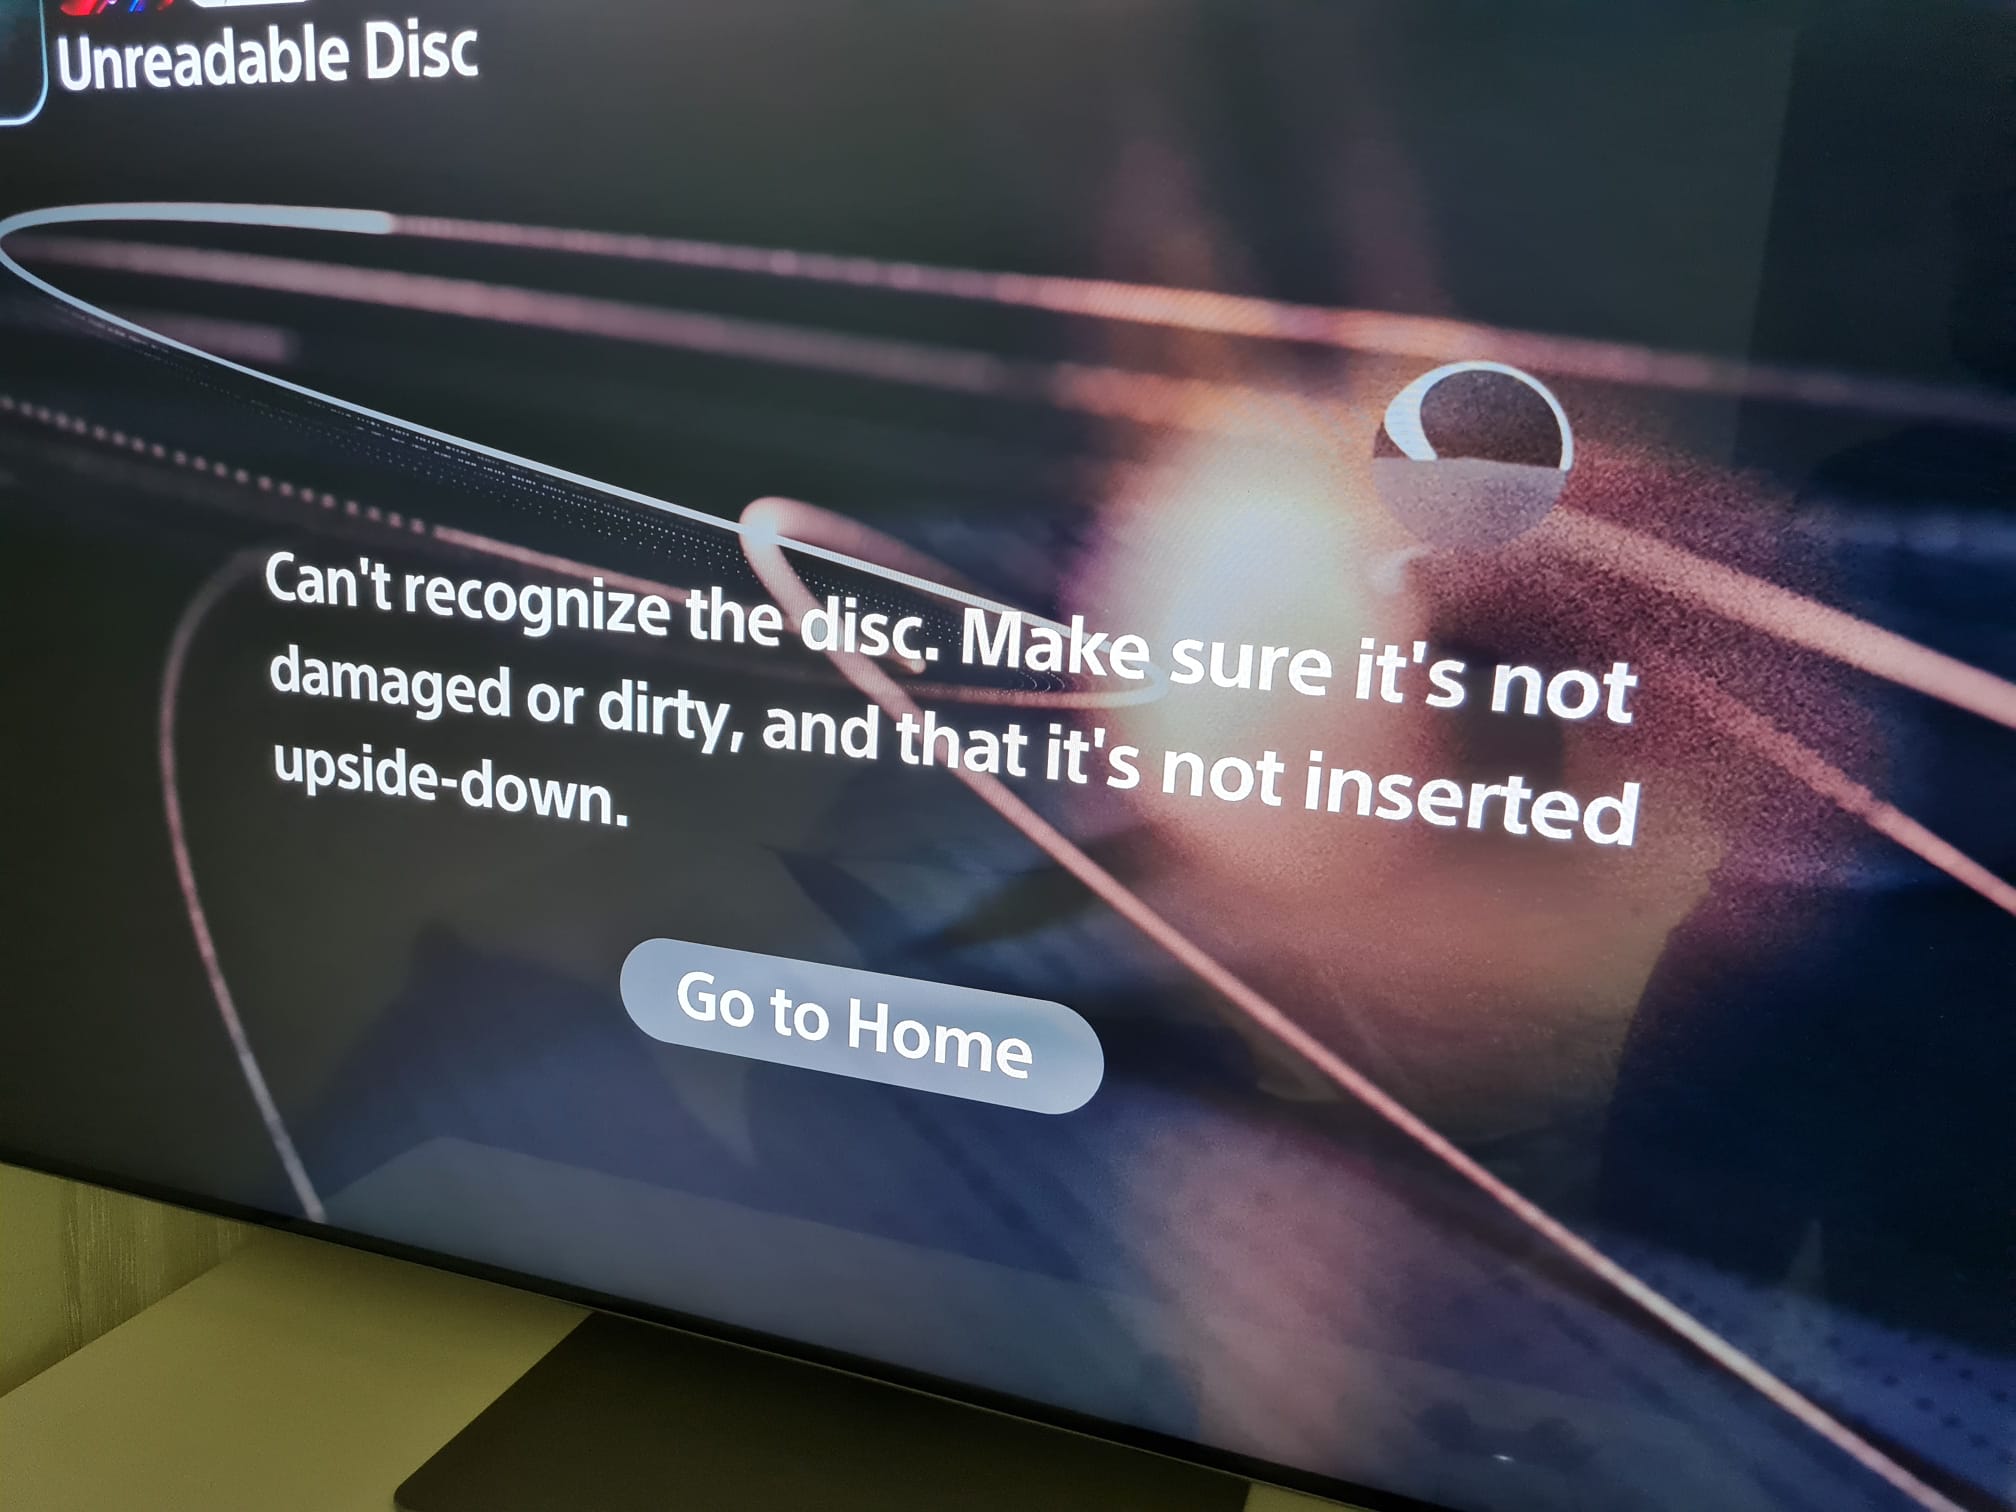 Unreadable Disc
Can't recognize the disc. Make sure it's not
damaged or dirty, and that it's not inserted
upside-down.
Go to Home